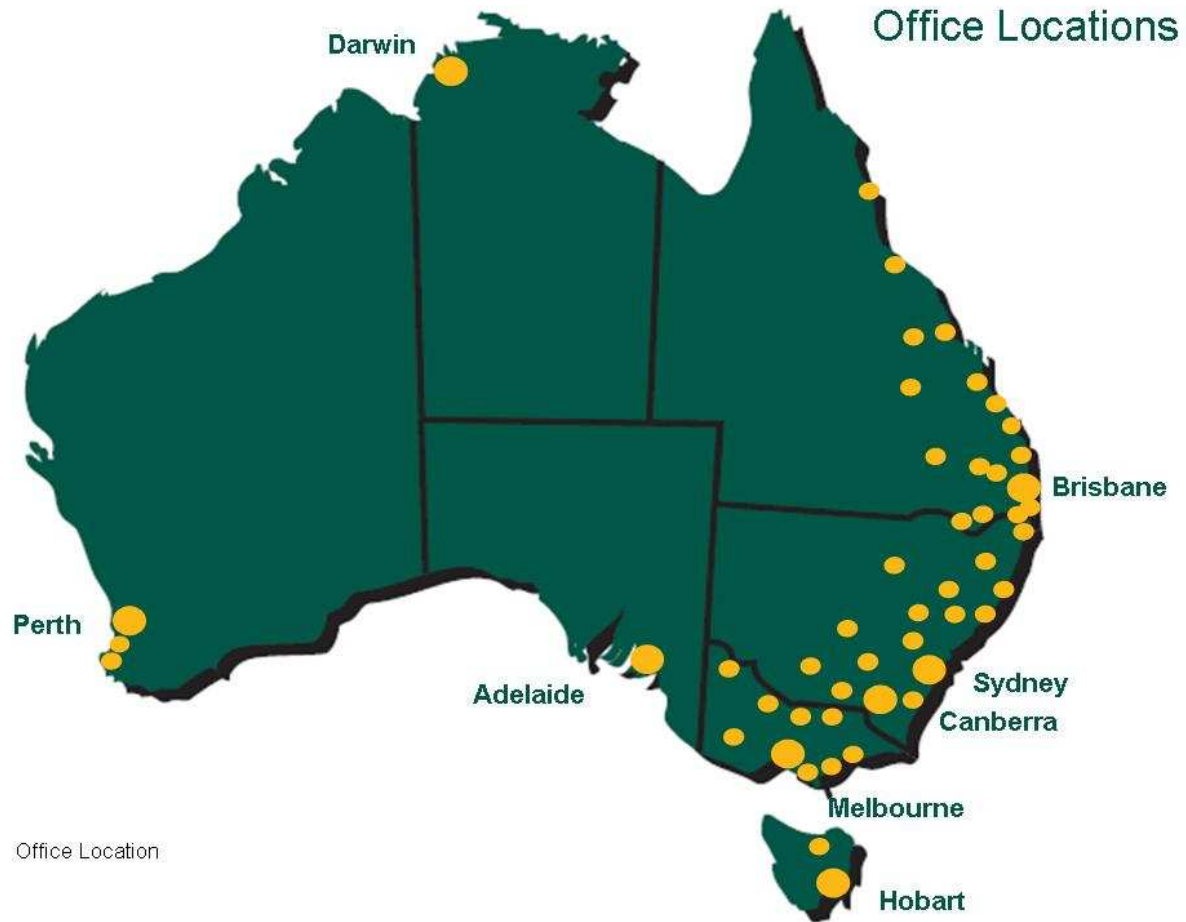 Office Locations
Darwin
Brisbane
Perth
Adelaide
Sydney
Canberra
Melbourne
Office Location
Hobart